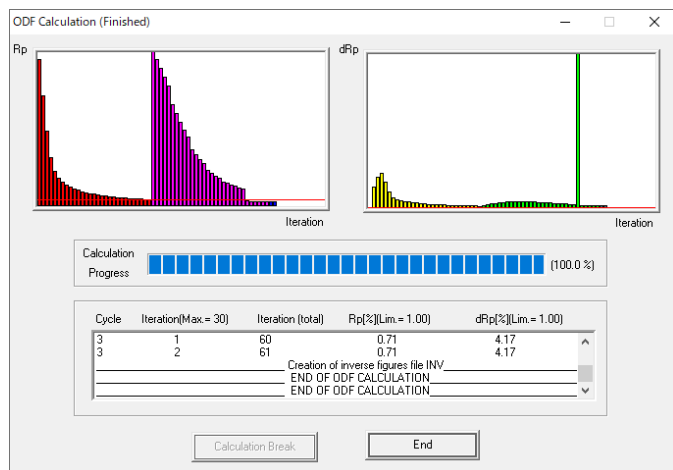 ODF Calculation (Finished)
Rp
dRp
Iteration
Iteration
Calculation
Progress
(100.0 %)
Cycle Iteration(Max.= 30) Iteration (total) Rp[%](Lim.= 1.00) dRp[%](Lim.= 1.00)
3 1 60 0.71 4.17
3 2 61 0.71 4.17
Creation of inverse figures file INV
END OF ODF CALCULATION
END OF ODF CALCULATION
Calculation Break
End